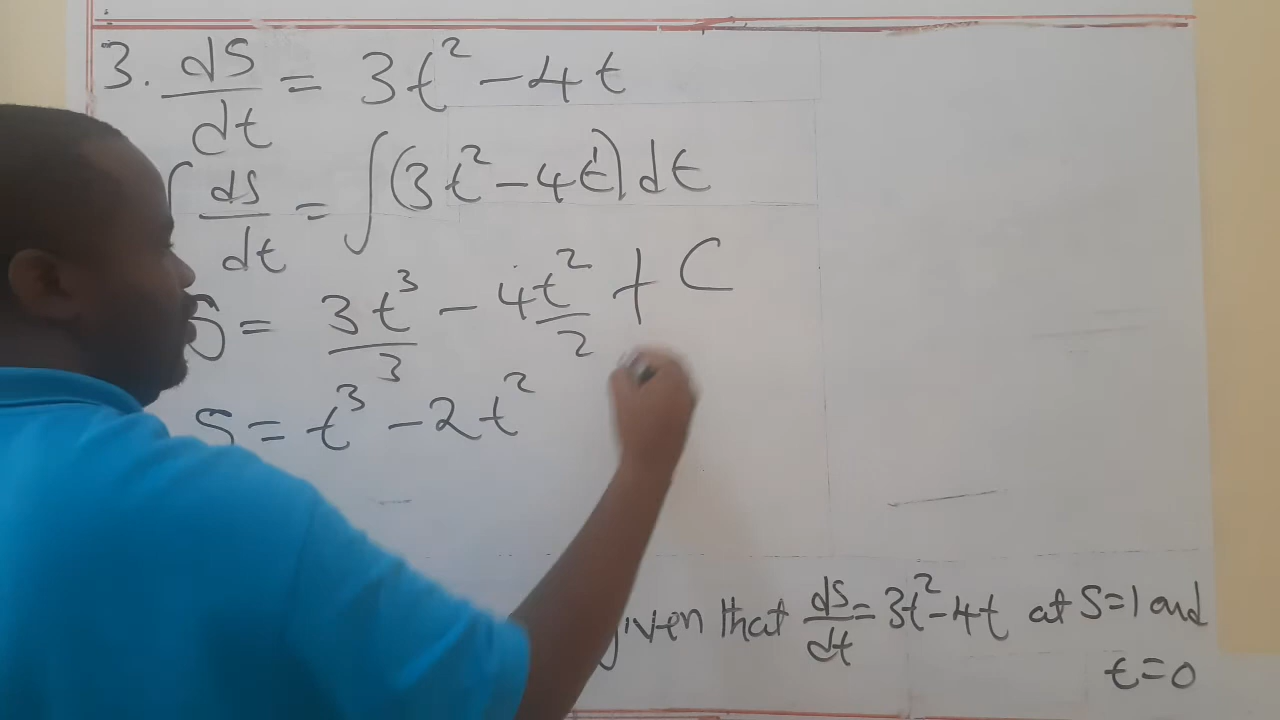 3. dS/dt = 3t² - 4t
∫ ds/dt = ∫(3t² - 4t¹) dt
S = 3t³/3 - 4t²/2 + C
S = t³ - 2t²
given that ds/dt = 3t² - 4t at S=1 and
t=0